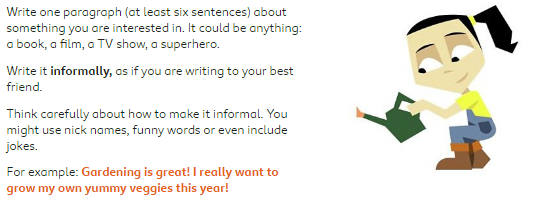 Write one paragraph (at least six sentences) about
something you are interested in. It could be anything:
a book, a film, a TV show, a superhero.
Write it informally, as if you are writing to your best
friend.
Think carefully about how to make it informal. You
might use nick names, funny words or even include
jokes.
For example: Gardening is great! I really want to
grow my own yummy veggies this year!